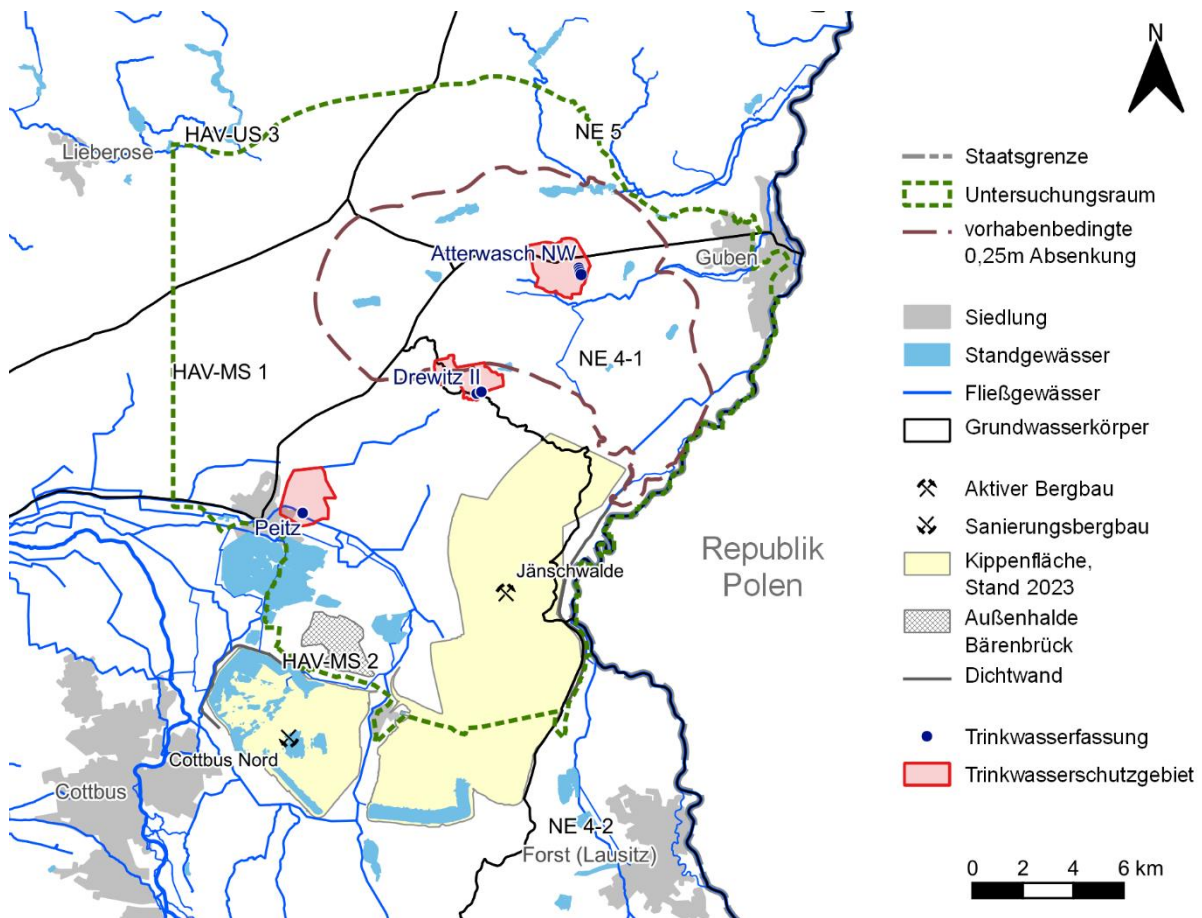 HAV-US 3
Lieberose
NE 5
Atterwasch NW
Guben
NE 4-1
HAV-MS 1
Drewitz II
Peitz
Republik
Polen
Jänschwalde
HAV-MS 2
Cottbus Nord
Cottbus
NE 4-2
Forst (Lausitz)
N
Staatsgrenze
Untersuchungsraum
vorhabenbedingte
0,25m Absenkung
Siedlung
Standgewässer
Fließgewässer
Grundwasserkörper
Aktiver Bergbau
Sanierungsbergbau
Kippenfläche,
Stand 2023
Außenhalde
Bärenbrück
Dichtwand
Trinkwasserfassung
Trinkwasserschutzgebiet
0 2 4 6 km